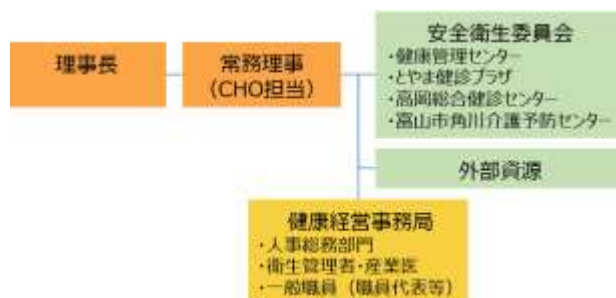 理事長
常務理事
（CHO担当）
安全衛生委員会
・健康管理センター
・とやま健診プラザ
・高岡総合健診センター
・富山市角川介護予防センター
外部資源
健康経営事務局
・人事総務部門
・衛生管理者・産業医
・一般職員（職員代表等）